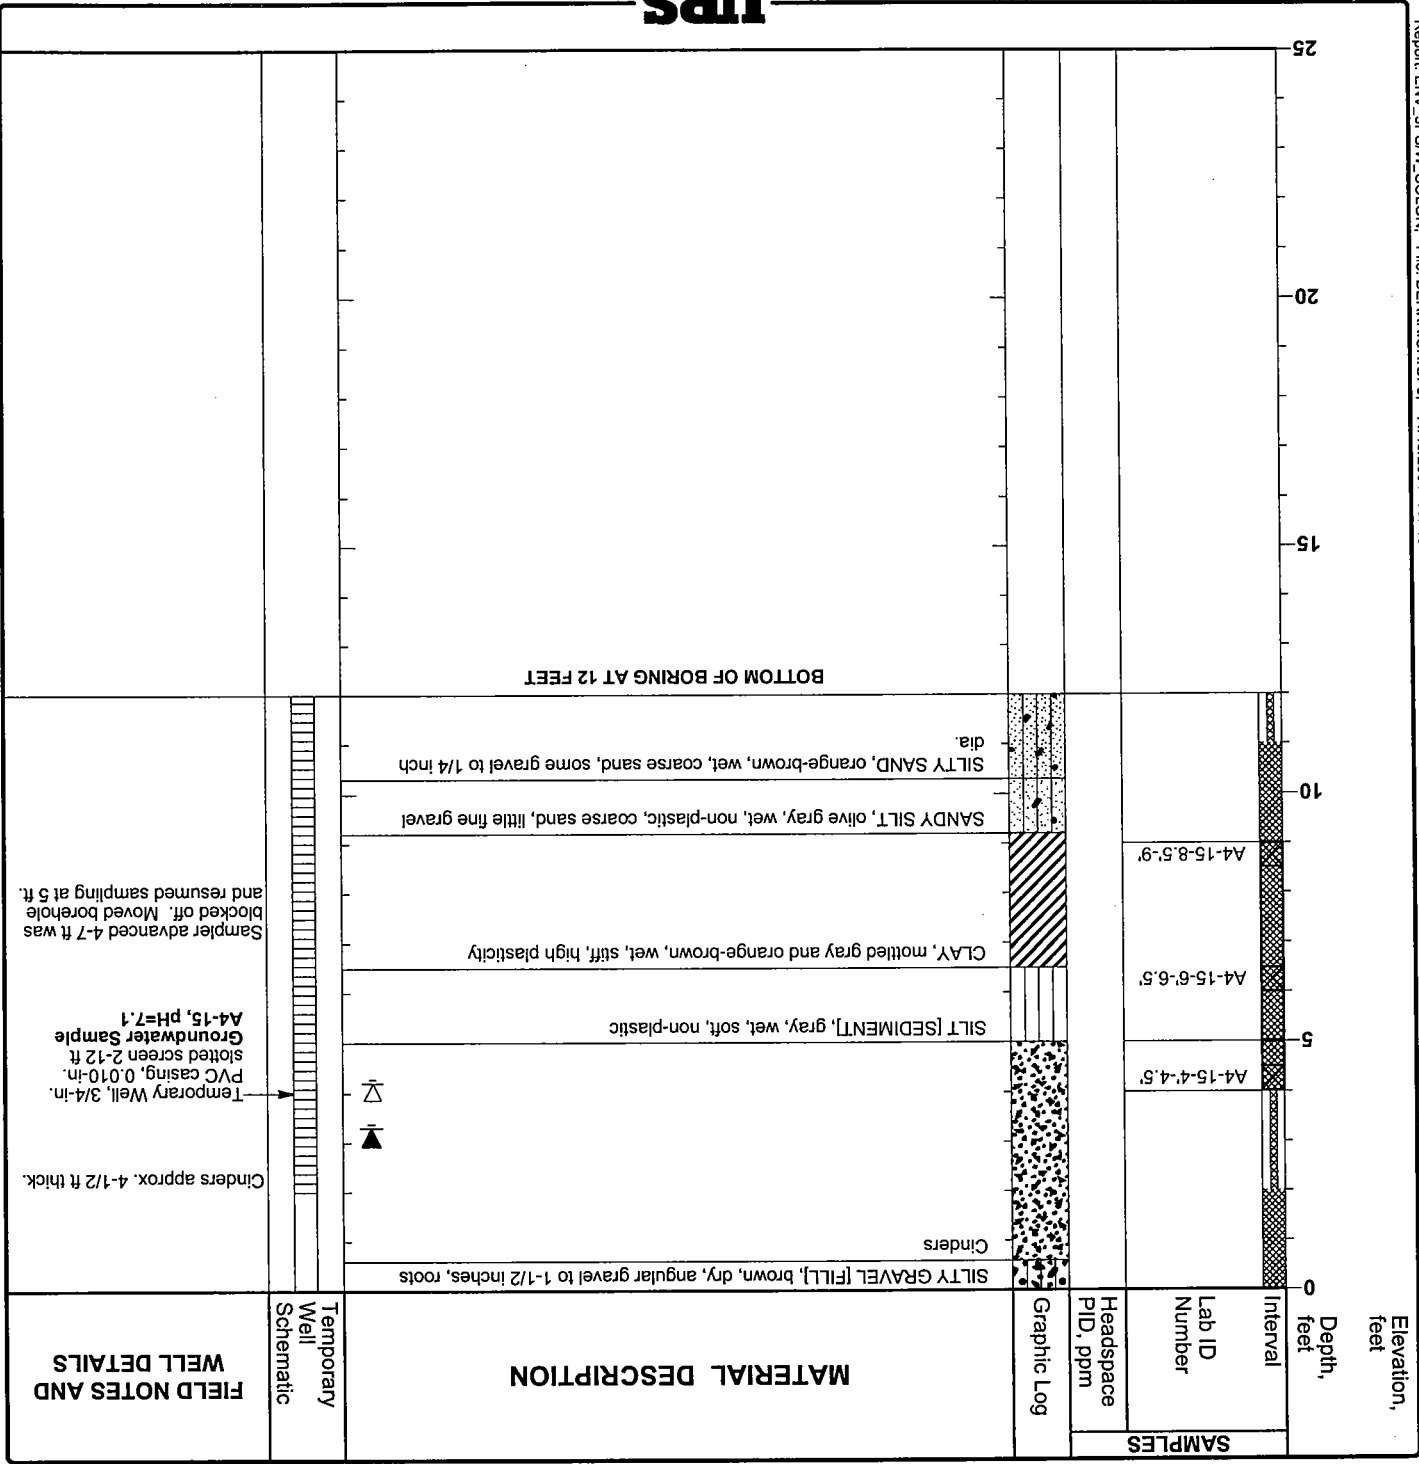 SAMPLES
Elevation,
feet
Depth,
feet
Interval
Lab ID
Number
Headspace
PID, ppm
Graphic Log
MATERIAL DESCRIPTION
Temporary
Well
Schematic
FIELD NOTES AND
WELL DETAILS
0
SILTY GRAVEL [FILL], brown, dry, angular gravel to 1-1/2 inches, roots
Cinders
Cinders approx. 4-1/2 ft thick.
A4-15-4'-4.5'
Temporary Well, 3/4-in.
PVC casing, 0.010-in.
slotted screen 2-12 ft
Groundwater Sample
A4-15, pH=7.1
5
SILT [SEDIMENT], gray, wet, soft, non-plastic
A4-15-6'-6.5'
CLAY, mottled gray and orange-brown, wet, stiff, high plasticity
Sampler advanced 4-7 ft was
blocked off. Moved borehole
and resumed sampling at 5 ft.
A4-15-8.5'-9'
SANDY SILT, olive gray, wet, non-plastic, coarse sand, little fine gravel
10
SILTY SAND, orange-brown, wet, coarse sand, some gravel to 1/4 inch
dia.
BOTTOM OF BORING AT 12 FEET
15
20
25